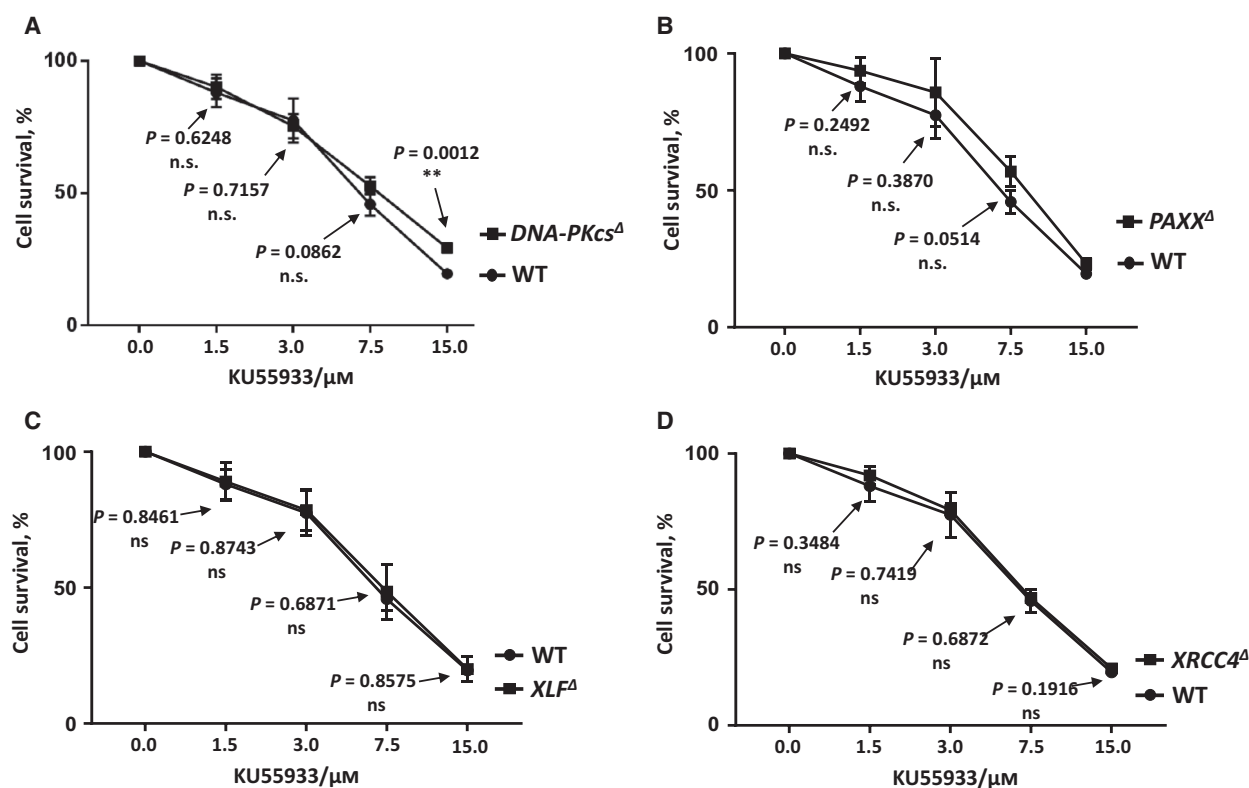 A
Cell survival, %
100
50
0
P = 0.6248
n.s.
P = 0.7157
n.s.
P = 0.0862
n.s.
P = 0.0012
**
DNA-PKcsΔ
WT
0.0 1.5 3.0 7.5 15.0
KU55933/μM
B
Cell survival, %
100
50
0
P = 0.2492
n.s.
P = 0.3870
n.s.
P = 0.0514
n.s.
PAXXΔ
WT
0.0 1.5 3.0 7.5 15.0
KU55933/μM
C
Cell survival, %
100
50
0
P = 0.8461
ns
P = 0.8743
ns
P = 0.6871
ns
P = 0.8575
ns
WT
XLFΔ
0.0 1.5 3.0 7.5 15.0
KU55933/μM
D
Cell survival, %
100
50
0
P = 0.3484
ns
P = 0.7419
ns
P = 0.6872
ns
P = 0.1916
ns
XRCC4Δ
WT
0.0 1.5 3.0 7.5 15.0
KU55933/μM